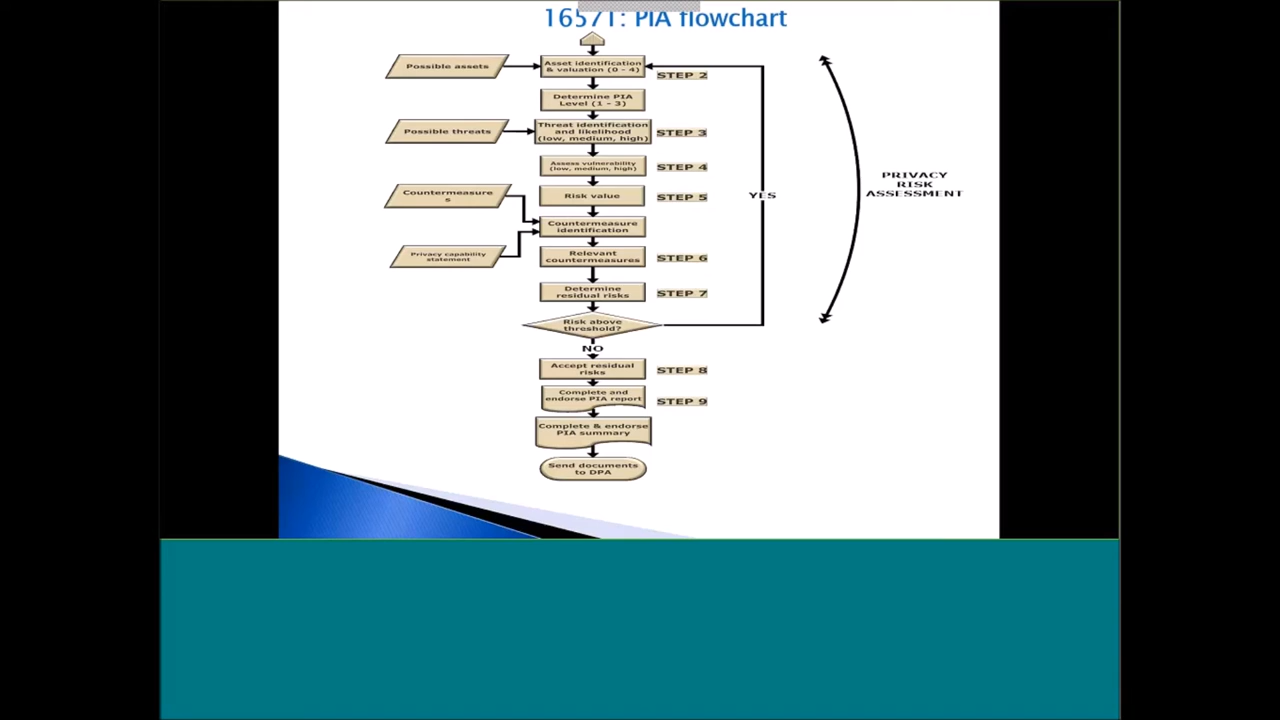 16571: PIA flowchart
Possible assets
Asset identification
& valuation (0 - 4)
STEP 2
Determine PIA
Level (1 - 3)
Possible threats
Threat identification
and likelihood
(low, medium, high)
STEP 3
Assess vulnerability
(low, medium, high)
STEP 4
Countermeasure
s
Risk value
STEP 5
YES
PRIVACY
RISK
ASSESSMENT
Countermeasure
identification
Privacy capability
statement
Relevant
countermeasures
STEP 6
Determine
residual risks
STEP 7
Risk above
threshold?
NO
Accept residual
risks
STEP 8
Complete and
endorse PIA report
STEP 9
Complete & endorse
PIA summary
Send documents
to DPA